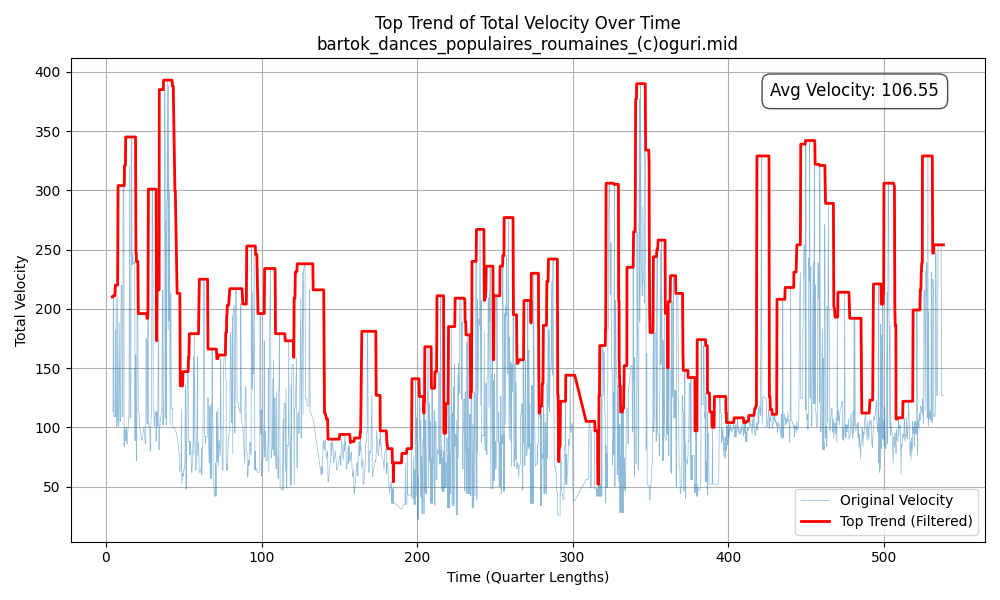 Top Trend of Total Velocity Over Time
bartok_dances_populaires_roumaines_(c)oguri.mid
Avg Velocity: 106.55
Total Velocity
400
350
300
250
200
150
100
50
Original Velocity
Top Trend (Filtered)
0 100 200 300 400 500
Time (Quarter Lengths)